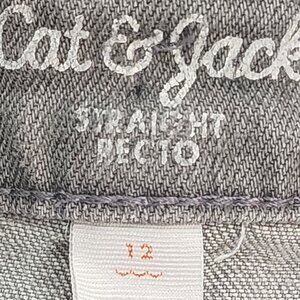 Cat & Jack
STRAIGHT
RECTO
12